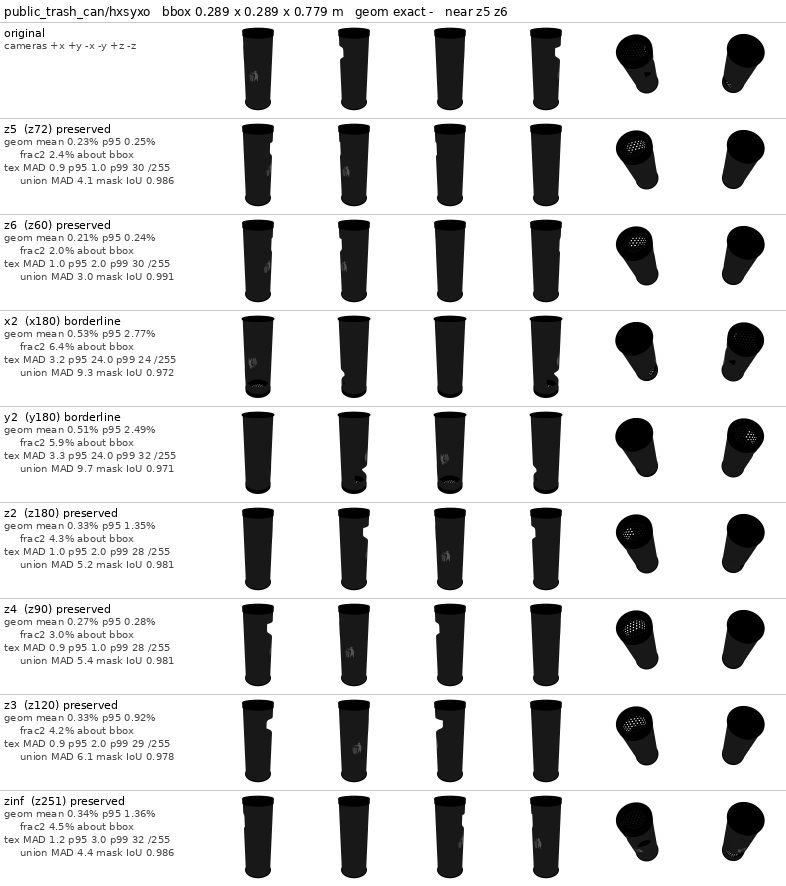 public_trash_can/hxsyxo   bbox 0.289 x 0.289 x 0.779 m   geom exact -   near z5 z6
original
cameras +x +y -x -y +z -z
z5  (z72) preserved
geom mean 0.23% p95 0.25%
frac2 2.4% about bbox
tex MAD 0.9 p95 1.0 p99 30 /255
union MAD 4.1 mask IoU 0.986
z6  (z60) preserved
geom mean 0.21% p95 0.24%
frac2 2.0% about bbox
tex MAD 1.0 p95 2.0 p99 30 /255
union MAD 3.0 mask IoU 0.991
x2  (x180) borderline
geom mean 0.53% p95 2.77%
frac2 6.4% about bbox
tex MAD 3.2 p95 24.0 p99 24 /255
union MAD 9.3 mask IoU 0.972
y2  (y180) borderline
geom mean 0.51% p95 2.49%
frac2 5.9% about bbox
tex MAD 3.3 p95 24.0 p99 32 /255
union MAD 9.7 mask IoU 0.971
z2  (z180) preserved
geom mean 0.33% p95 1.35%
frac2 4.3% about bbox
tex MAD 1.0 p95 2.0 p99 28 /255
union MAD 5.2 mask IoU 0.981
z4  (z90) preserved
geom mean 0.27% p95 0.28%
frac2 3.0% about bbox
tex MAD 0.9 p95 1.0 p99 28 /255
union MAD 5.4 mask IoU 0.981
z3  (z120) preserved
geom mean 0.33% p95 0.92%
frac2 4.2% about bbox
tex MAD 0.9 p95 2.0 p99 29 /255
union MAD 6.1 mask IoU 0.978
zinf  (z251) preserved
geom mean 0.34% p95 1.36%
frac2 4.5% about bbox
tex MAD 1.2 p95 3.0 p99 32 /255
union MAD 4.4 mask IoU 0.986